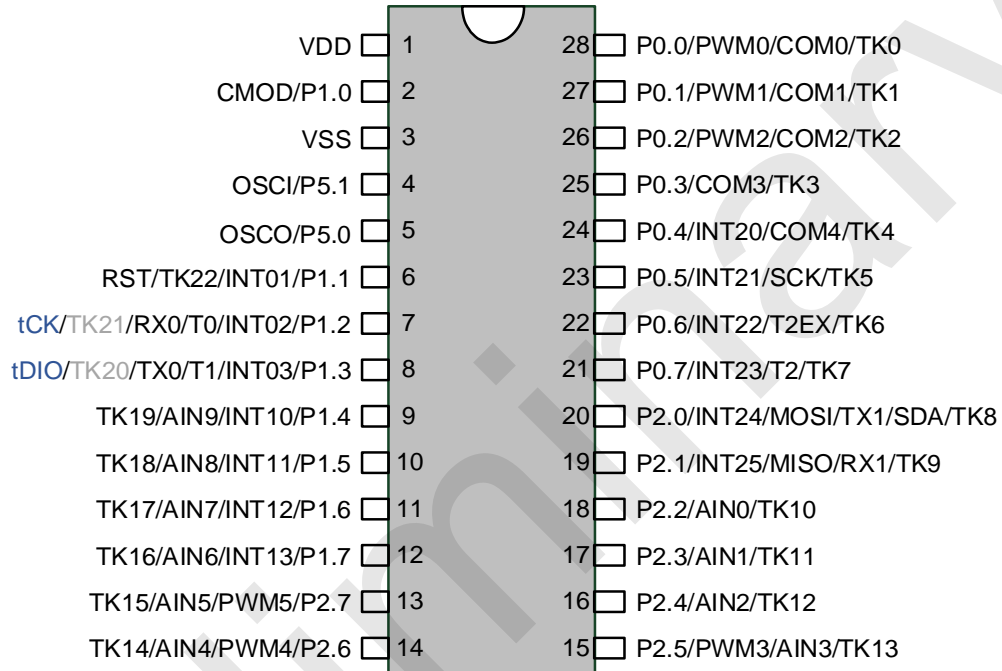 VDD 1 28 P0.0/PWM0/COM0/TK0
CMOD/P1.0 2 27 P0.1/PWM1/COM1/TK1
VSS 3 26 P0.2/PWM2/COM2/TK2
OSCI/P5.1 4 25 P0.3/COM3/TK3
OSCO/P5.0 5 24 P0.4/INT20/COM4/TK4
RST/TK22/INT01/P1.1 6 23 P0.5/INT21/SCK/TK5
tCK/TK21/RX0/T0/INT02/P1.2 7 22 P0.6/INT22/T2EX/TK6
tDIO/TK20/TX0/T1/INT03/P1.3 8 21 P0.7/INT23/T2/TK7
TK19/AIN9/INT10/P1.4 9 20 P2.0/INT24/MOSI/TX1/SDA/TK8
TK18/AIN8/INT11/P1.5 10 19 P2.1/INT25/MISO/RX1/TK9
TK17/AIN7/INT12/P1.6 11 18 P2.2/AIN0/TK10
TK16/AIN6/INT13/P1.7 12 17 P2.3/AIN1/TK11
TK15/AIN5/PWM5/P2.7 13 16 P2.4/AIN2/TK12
TK14/AIN4/PWM4/P2.6 14 15 P2.5/PWM3/AIN3/TK13